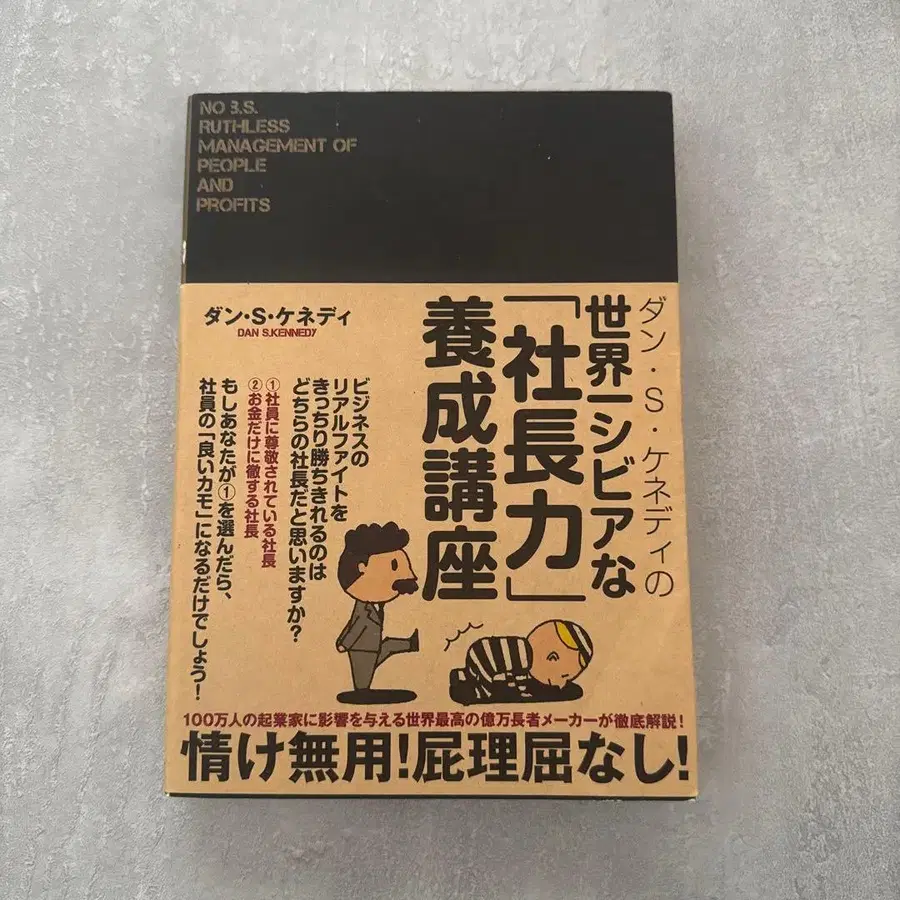 NO B.S.
RUTHLESS
MANAGEMENT OF
PEOPLE
AND
PROFITS
ダン・S・ケネディの
世界一シビアな
「社長力」
養成講座
ダン・S・ケネディ
DAN S.KENNEDY
ビジネスの
リアルファイトを
きっちり勝ちきれるのは
どちらの社長だと思いますか?
①社員に尊敬されている社長
②お金だけに徹する社長
もしあなたが①を選んだら、
社員の「良いカモ」になるだけでしょう!
100万人の起業家に影響を与える世界最高の億万長者メーカーが徹底解説!
情け無用!屁理屈なし!